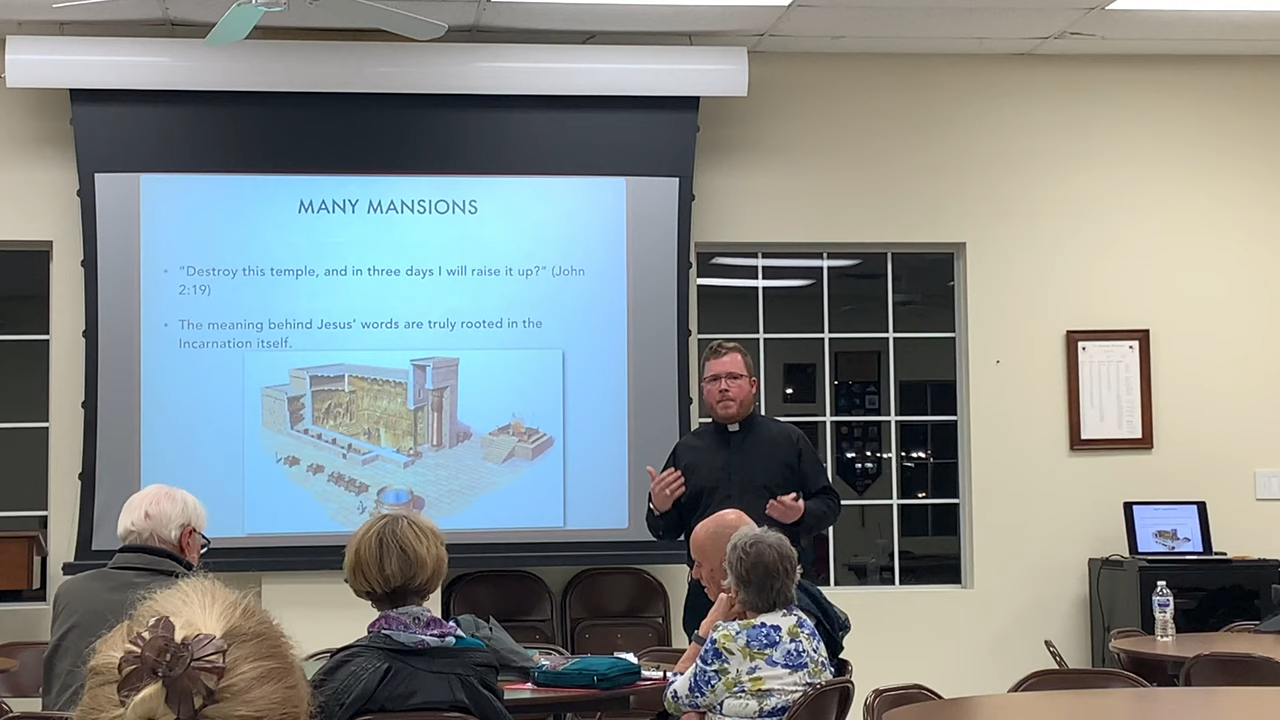 MANY MANSIONS
• "Destroy this temple, and in three days I will raise it up?" (John
2:19)
• The meaning behind Jesus' words are truly rooted in the
Incarnation itself.